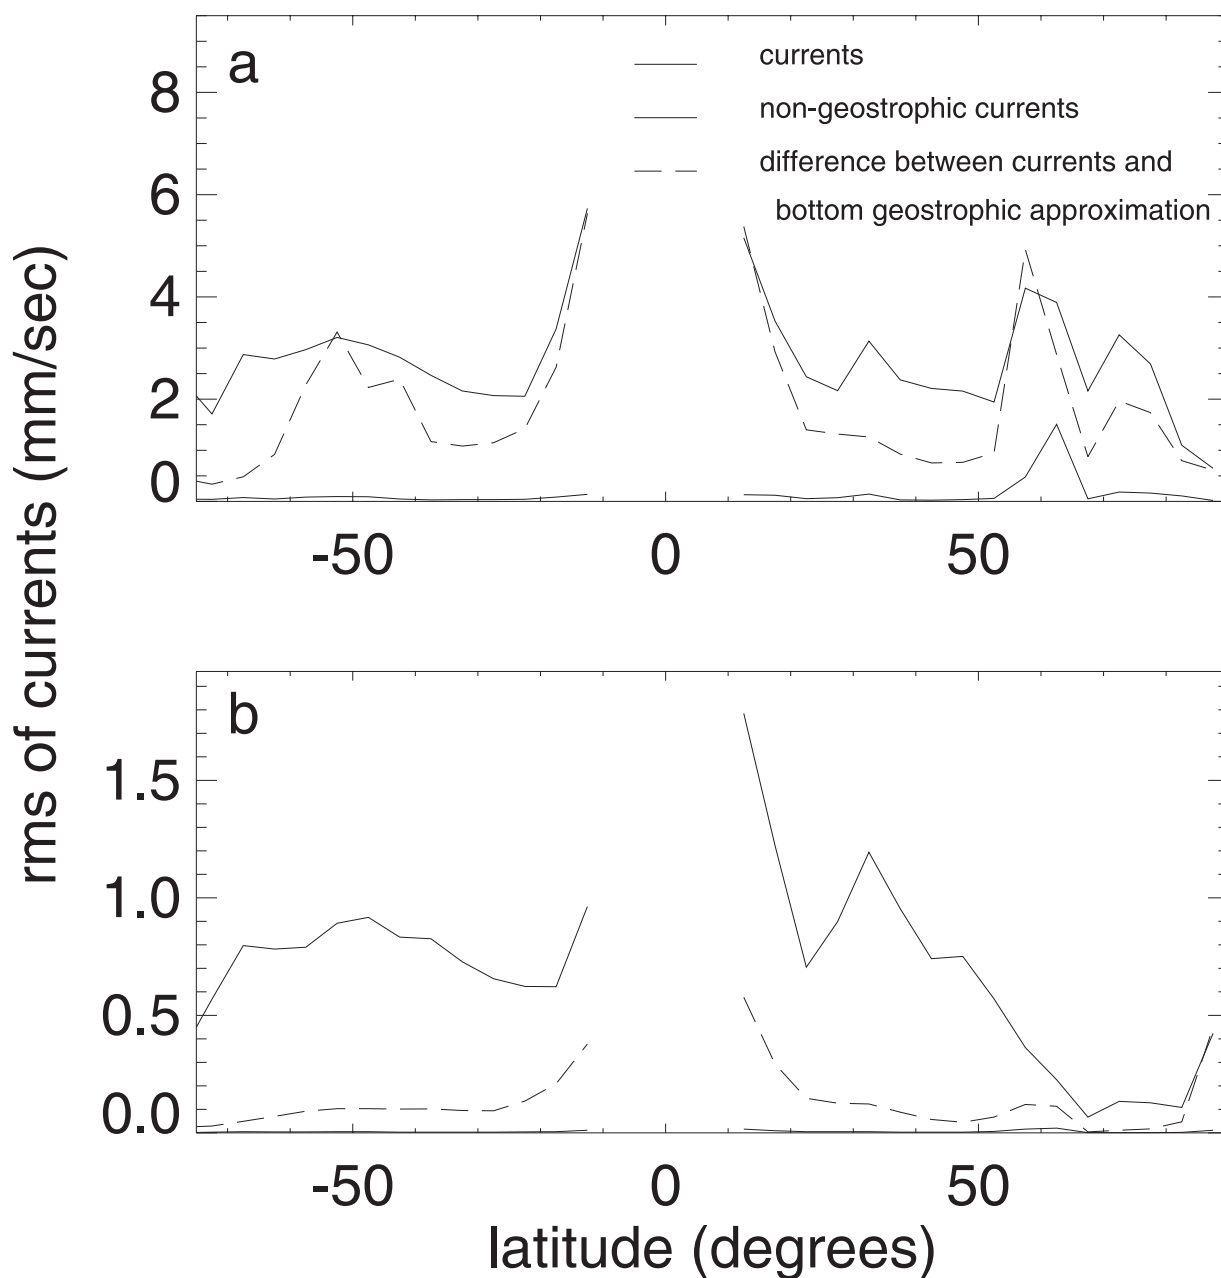 a
currents
non-geostrophic currents
difference between currents and
bottom geostrophic approximation
8
6
4
2
0
-50 0 50
rms of currents (mm/sec)
b
1.5
1.0
0.5
0.0
-50 0 50
latitude (degrees)